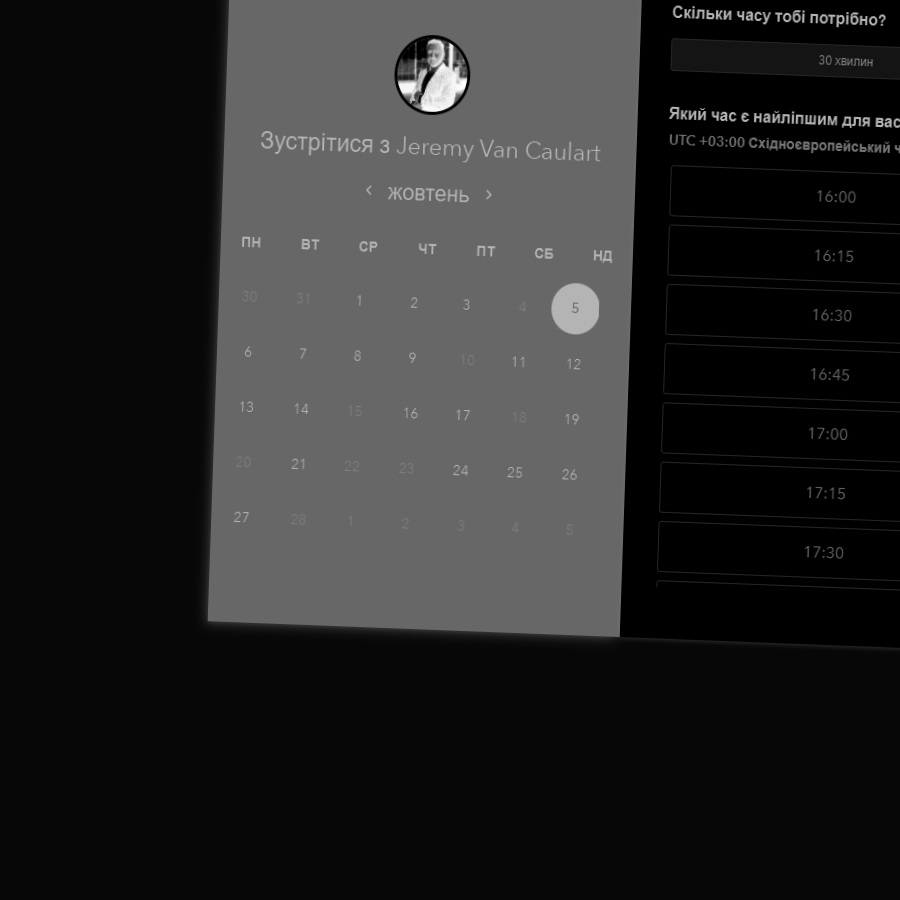 Зустрітися з Jeremy Van Caulart
жовтень
ПН ВТ СР ЧТ ПТ СБ НД
30 31 1 2 3 4 5
6 7 8 9 10 11 12
13 14 15 16 17 18 19
20 21 22 23 24 25 26
27 28 1 2 3 4 5
Скільки часу тобі потрібно?
30 хвилин
Який час є найліпшим для вас
UTC +03:00 Східноєвропейський
16:00
16:15
16:30
16:45
17:00
17:15
17:30